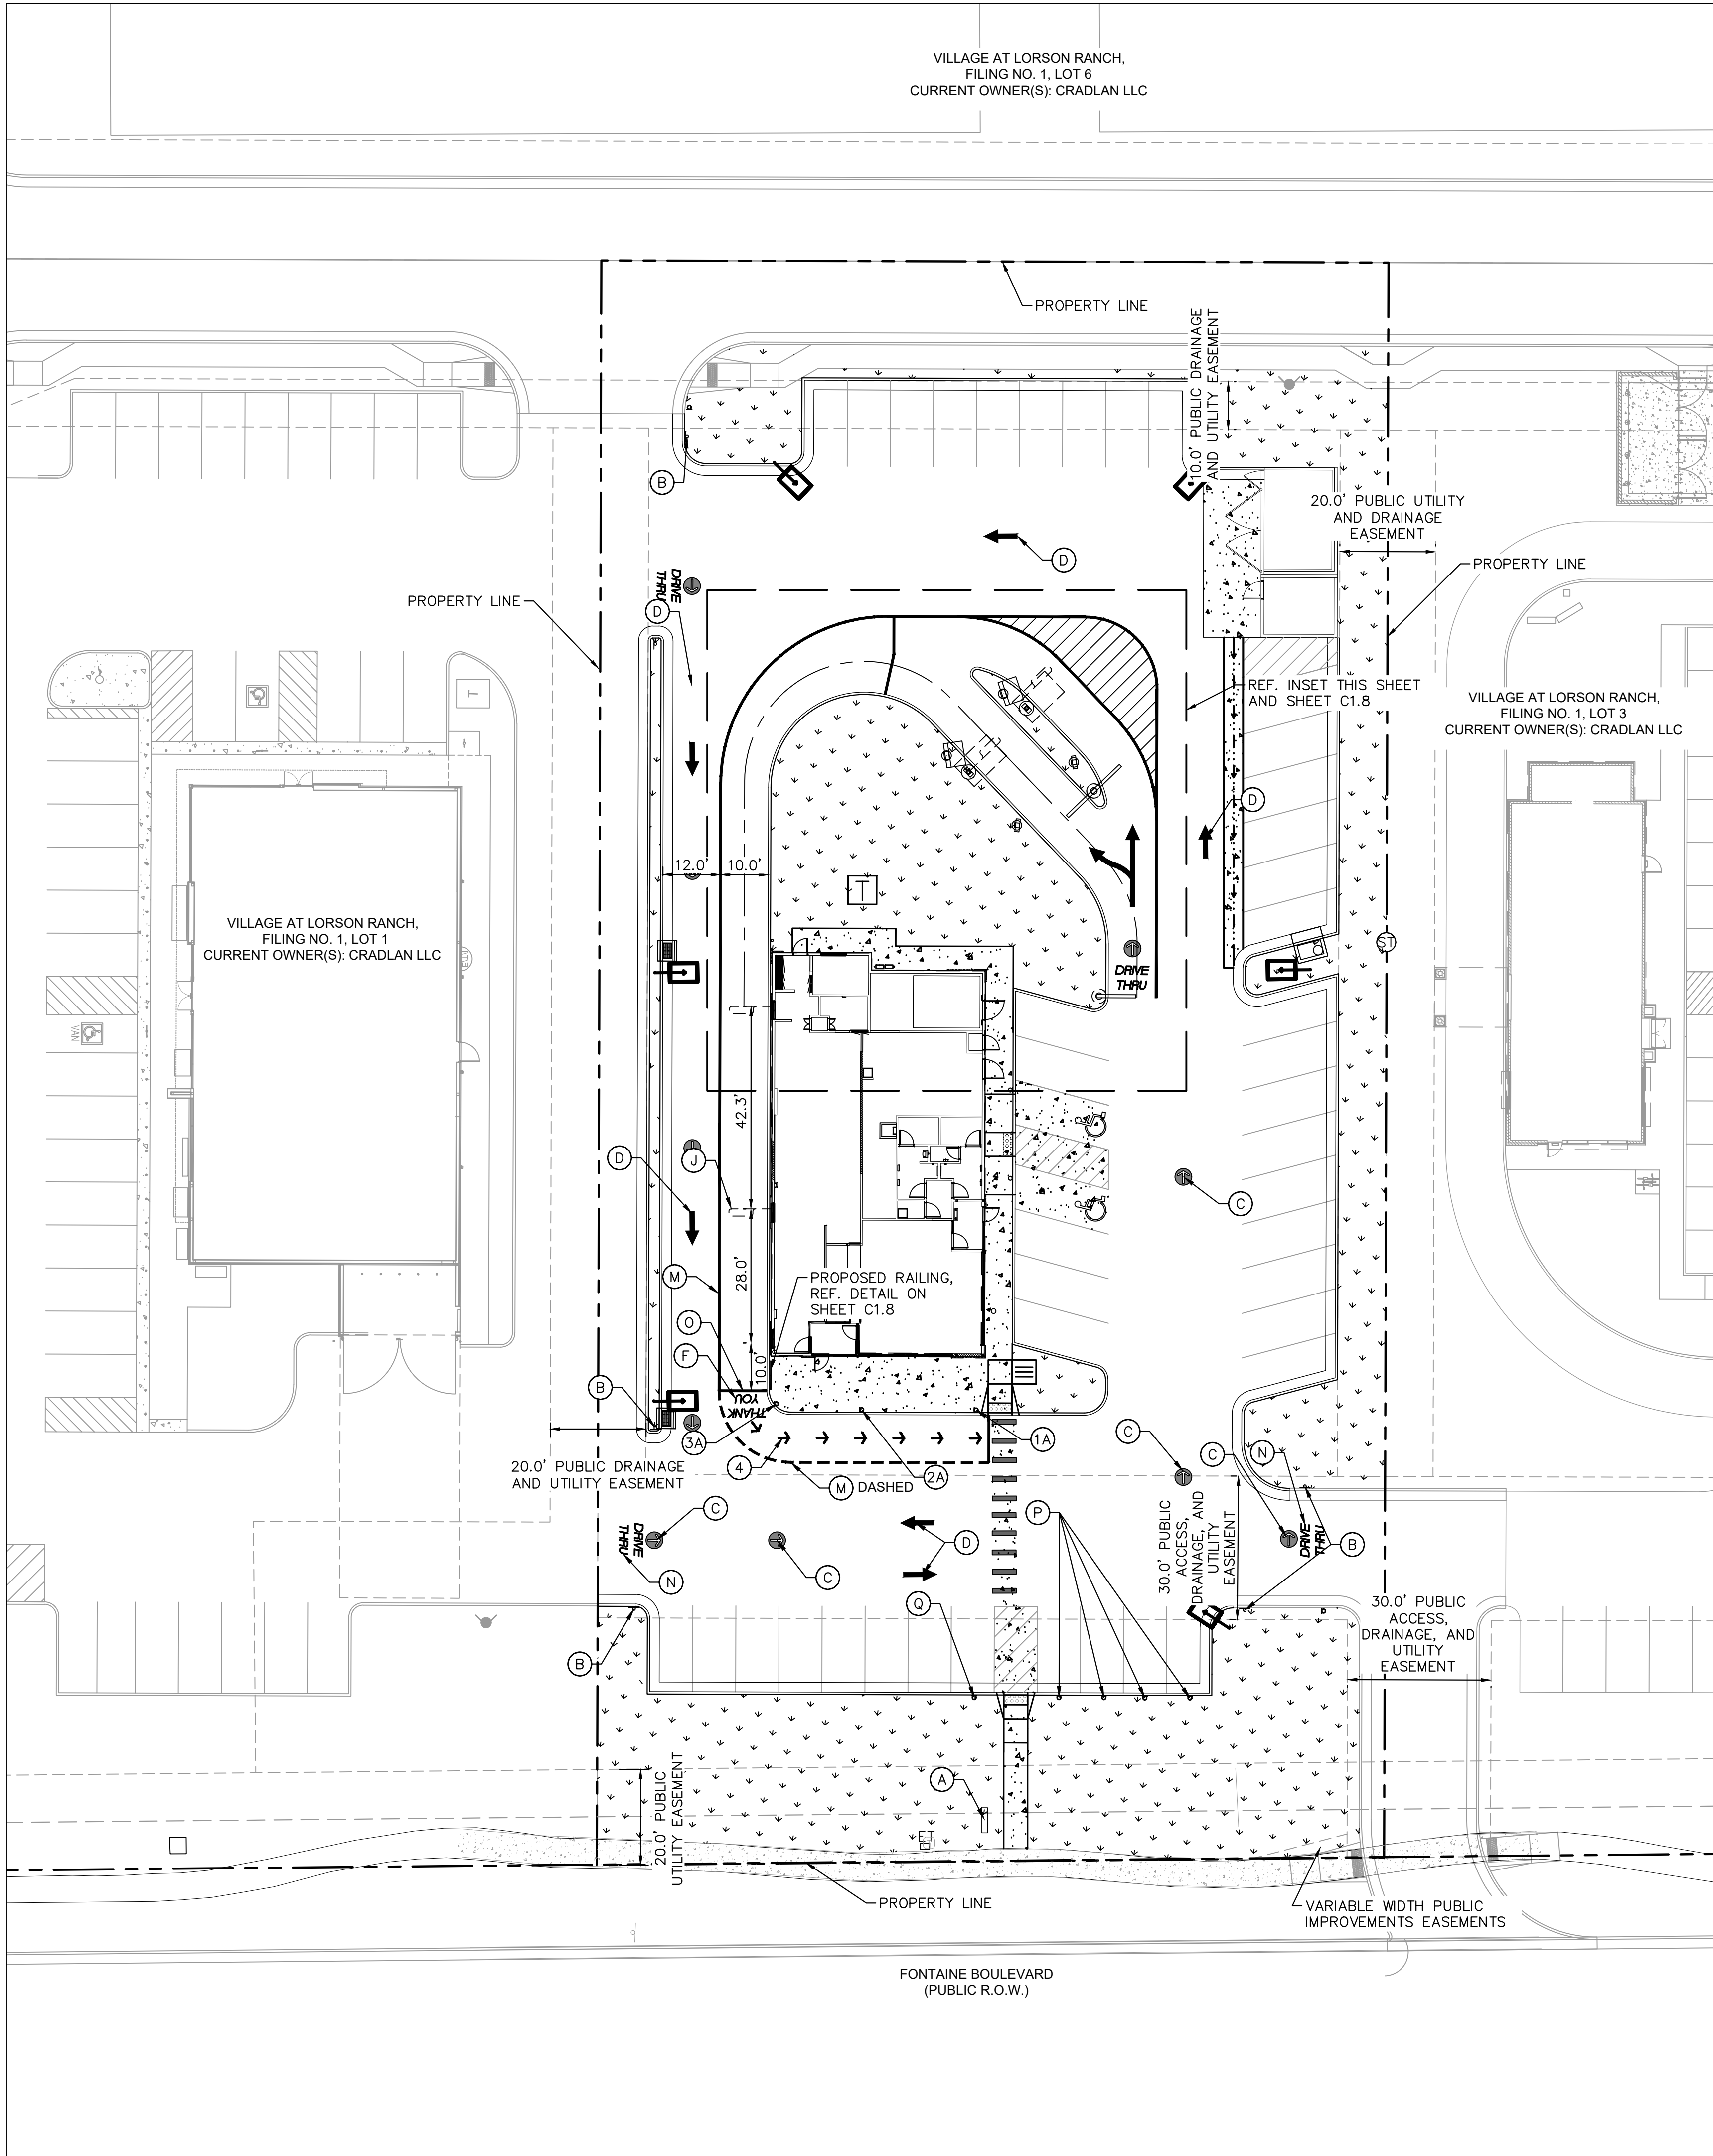 VILLAGE AT LORSON RANCH,
FILING NO. 1, LOT 6
CURRENT OWNER(S): CRADLAN LLC
PROPERTY LINE
10.0' PUBLIC DRAINAGE
AND UTILITY EASEMENT
B
20.0' PUBLIC UTILITY
AND DRAINAGE
EASEMENT
D
PROPERTY LINE
DRIVE
THRU
PROPERTY LINE
D
REF. INSET THIS SHEET
AND SHEET C1.8
T
VILLAGE AT LORSON RANCH,
FILING NO. 1, LOT 3
CURRENT OWNER(S): CRADLAN LLC
D
12.0'
10.0'
T
VILLAGE AT LORSON RANCH,
FILING NO. 1, LOT 1
CURRENT OWNER(S): CRADLAN LLC
ST
DRIVE
THRU
VAN
42.3'
D
J
C
28.0'
M
PROPOSED RAILING,
REF. DETAIL ON
SHEET C1.8
O
F
10.0'
B
THANK
YOU
3A
1A
C
C
N
4
2A
20.0' PUBLIC DRAINAGE
AND UTILITY EASEMENT
M DASHED
C
P
30.0' PUBLIC
ACCESS,
DRAINAGE, AND
UTILITY
EASEMENT
DRIVE
THRU
D
DRIVE
THRU
B
N
C
Q
30.0' PUBLIC
ACCESS,
DRAINAGE, AND
UTILITY
EASEMENT
B
20.0' PUBLIC
UTILITY EASEMENT
A
ET
PROPERTY LINE
VARIABLE WIDTH PUBLIC
IMPROVEMENTS EASEMENTS
FONTAINE BOULEVARD
(PUBLIC R.O.W.)